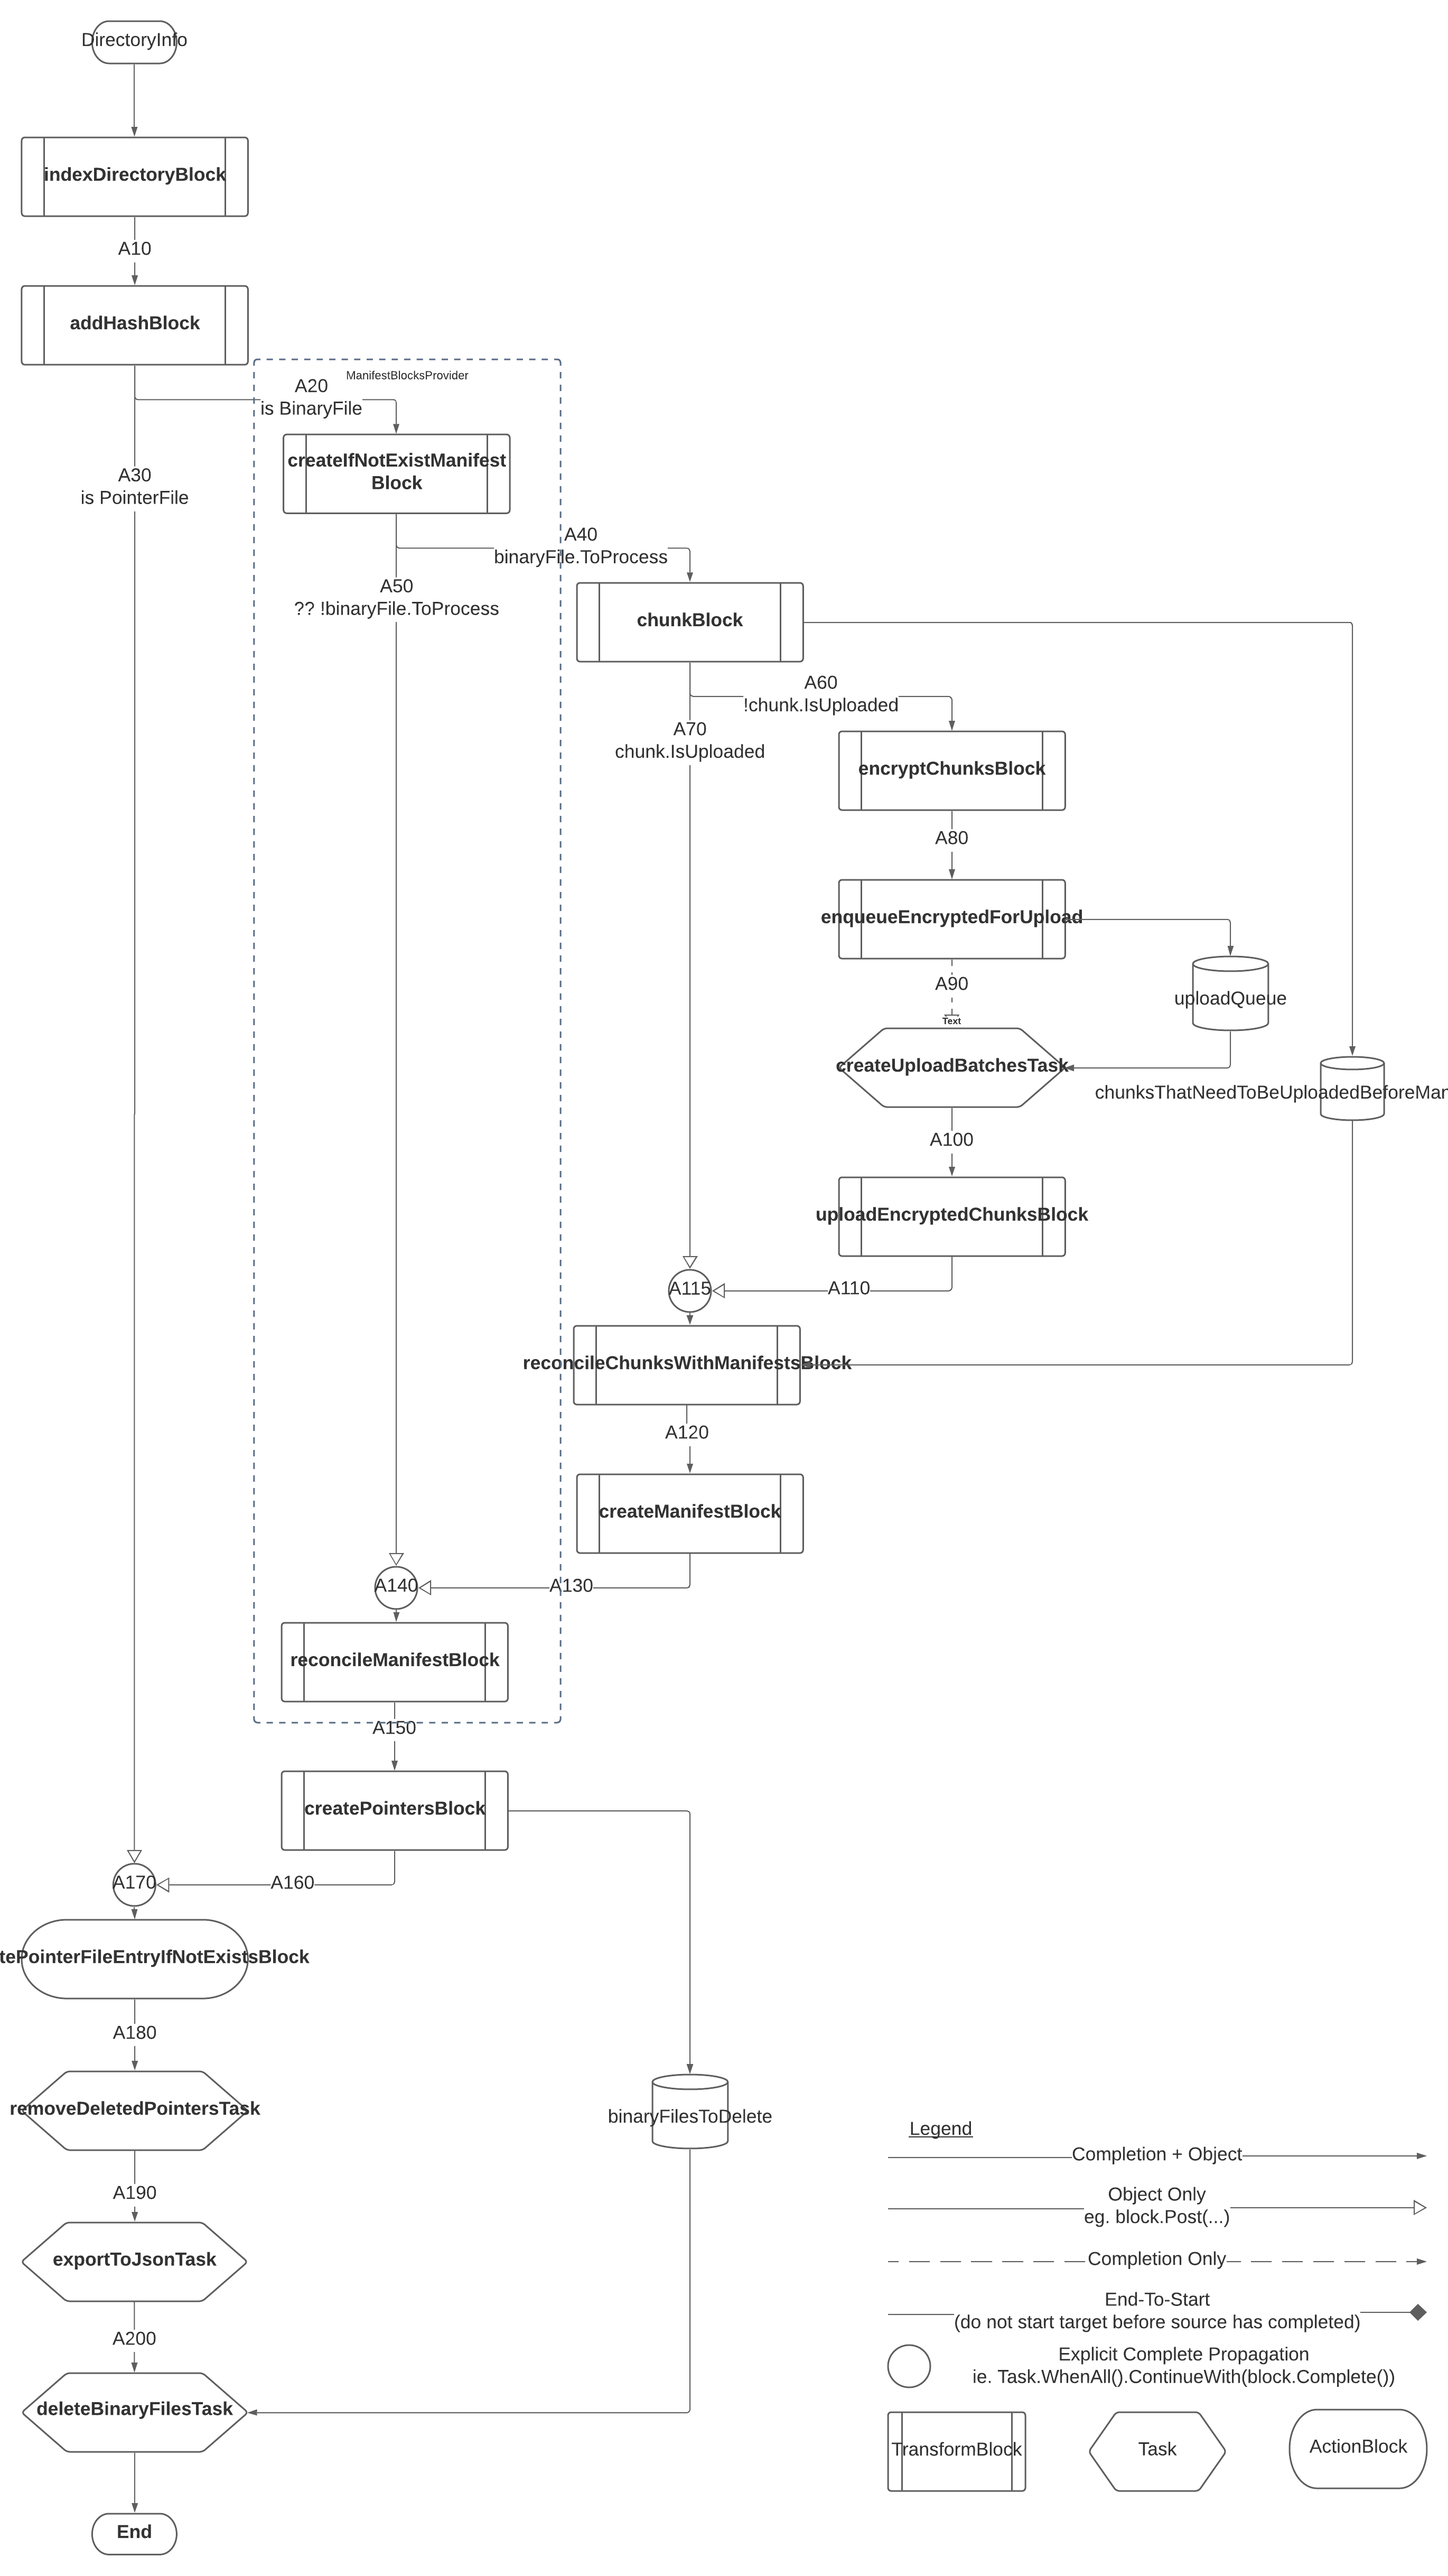 DirectoryInfo
indexDirectoryBlock
A10
addHashBlock
ManifestBlocksProvider
A20
is BinaryFile
A30
is PointerFile
createIfNotExistManifest
Block
A40
binaryFile.ToProcess
A50
?? !binaryFile.ToProcess
chunkBlock
A60
!chunk.IsUploaded
A70
chunk.IsUploaded
encryptChunksBlock
A80
enqueueEncryptedForUpload
A90
Text
uploadQueue
createUploadBatchesTask
chunksThatNeedToBeUploadedBeforeMan
A100
uploadEncryptedChunksBlock
A115
A110
reconcileChunksWithManifestsBlock
A120
createManifestBlock
A140
A130
reconcileManifestBlock
A150
createPointersBlock
A170
A160
tePointerFileEntryIfNotExistsBlock
A180
removeDeletedPointersTask
binaryFilesToDelete
A190
exportToJsonTask
A200
deleteBinaryFilesTask
End
Legend
Completion + Object
Object Only
eg. block.Post(...)
Completion Only
End-To-Start
(do not start target before source has completed)
Explicit Complete Propagation
ie. Task.WhenAll().ContinueWith(block.Complete())
TransformBlock
Task
ActionBlock